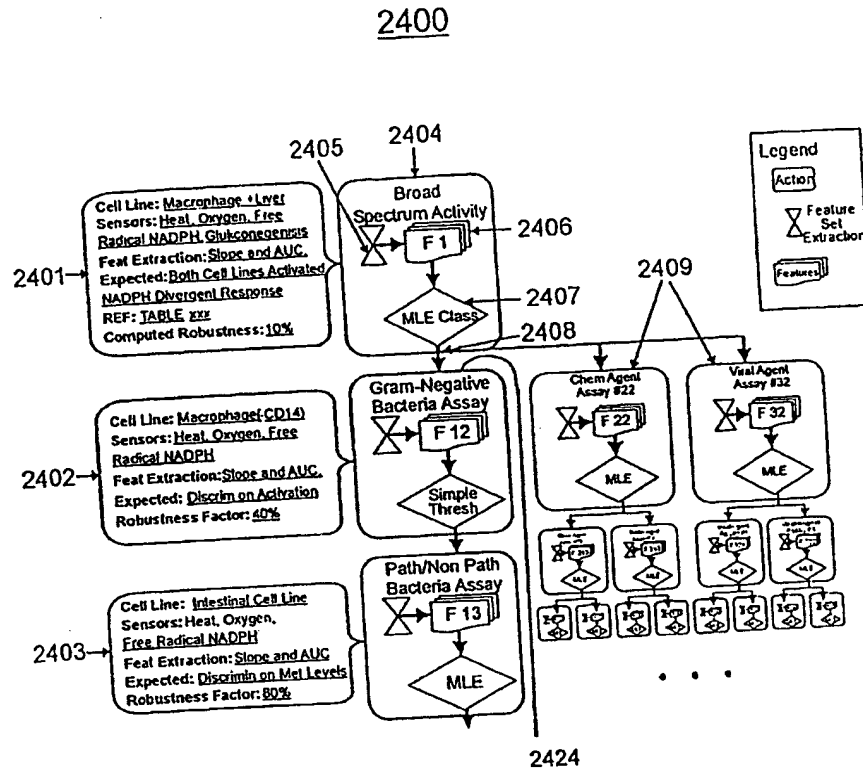 2400
2404
2405
Broad
Spectrum Activity
F 1
2406
MLE Class
2407
2408
2409
Legend
Action
Feature
Set
Extraction
Features
2401
Cell Line: Macrophage +Liver
Sensors: Heat, Oxygen, Free
Radical NADPH, Glukconegenisis
Feat Extraction: Slope and AUC,
Expected: Both Cell Lines Activated
NADPH Divergent Response
REF: TABLE xxx
Computed Robustness: 10%
Gram-Negative
Bacteria Assay
F 12
Simple
Thresh
Chem Agent
Assay #22
F 22
MLE
Viral Agent
Assay #32
F 32
MLE
2402
Cell Line: Macrophage(-CD14)
Sensors: Heat, Oxygen, Free
Radical NADPH
Feat Extraction: Slope and AUC,
Expected: Discrim on Activation
Robustness Factor: 40%
MLE
MLE
MLE
MLE
Path/Non Path
Bacteria Assay
F 13
MLE
2403
Cell Line: Intestinal Cell Line
Sensors: Heat, Oxygen,
Free Radical NADPH
Feat Extraction: Slope and AUC
Expected: Discrimin on Met Levels
Robustness Factor: 80%
• • •
2424